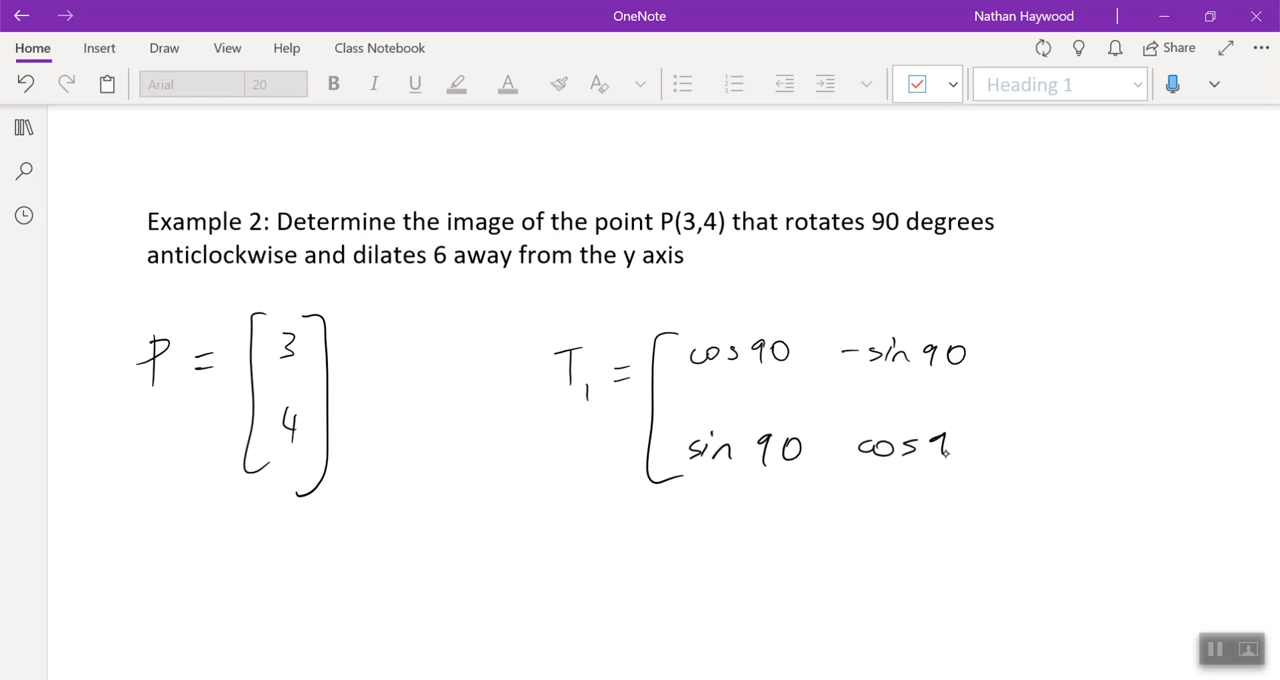 OneNote
Nathan Haywood
Home Insert Draw View Help Class Notebook Share
Arial 20 B I U A A Heading 1
Example 2: Determine the image of the point P(3,4) that rotates 90 degrees
anticlockwise and dilates 6 away from the y axis
P = [ 3
4 ]
T1 = [ cos 90 - sin 90
sin 90 cos 9